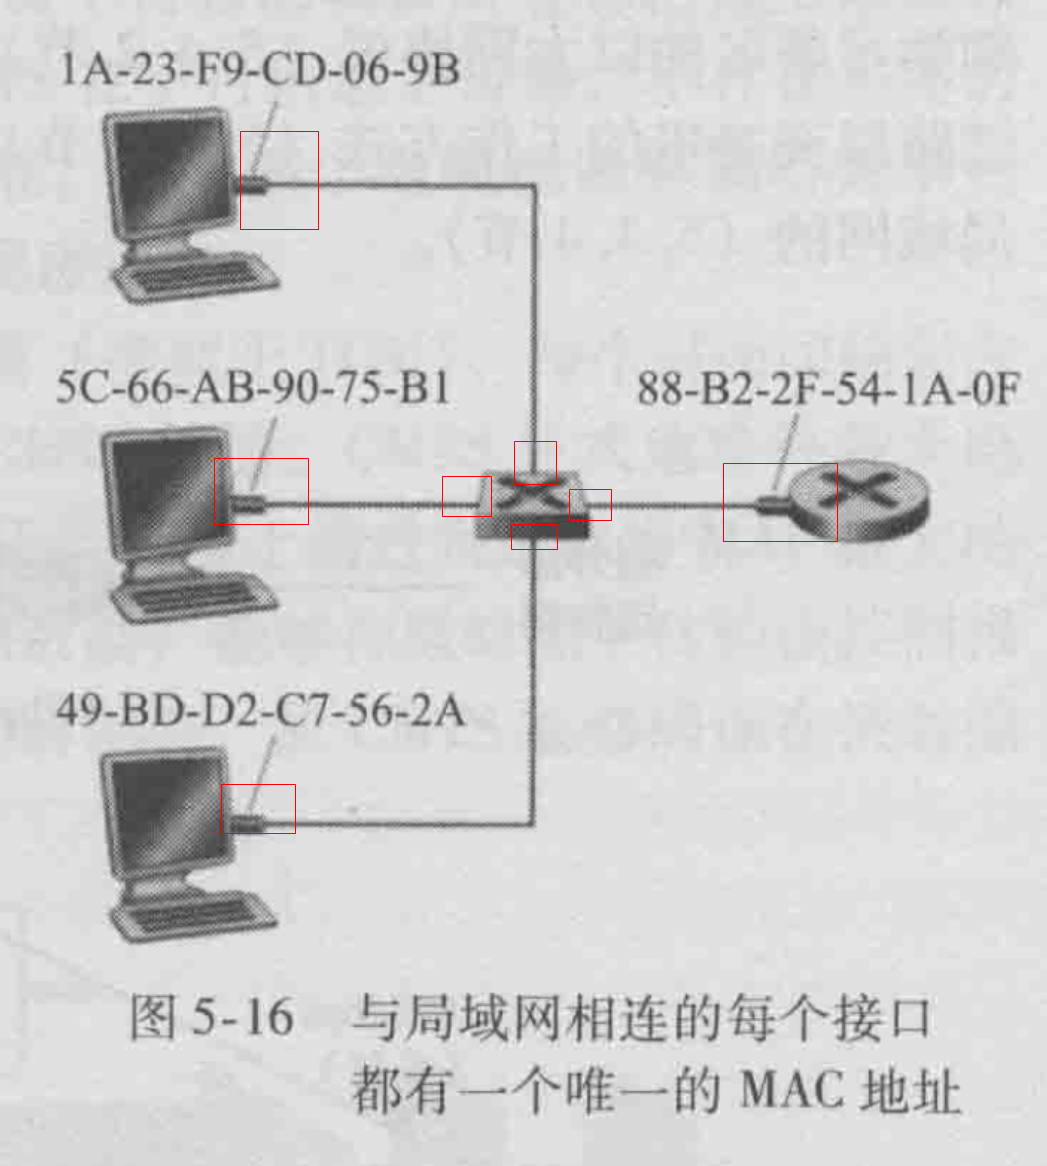 1A-23-F9-CD-06-9B
5C-66-AB-90-75-B1
88-B2-2F-54-1A-0F
49-BD-D2-C7-56-2A
图 5-16 与局域网相连的每个接口
都有一个唯一的 MAC 地址